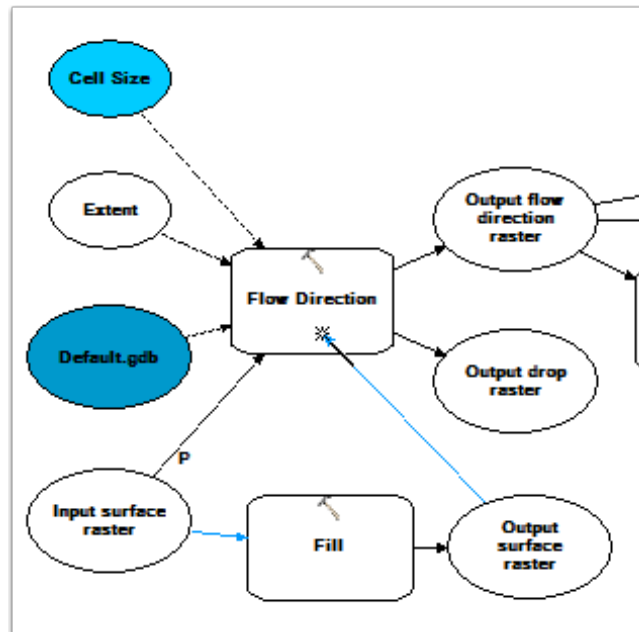 Cell Size
Extent
Output flow
direction
raster
Flow Direction
Default.gdb
Output drop
raster
P
Input surface
raster
Fill
Output
surface
raster